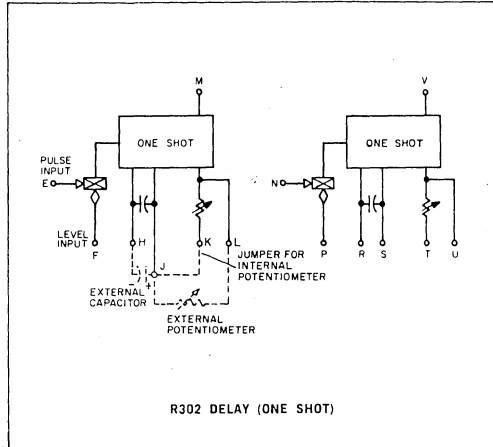 M
V
ONE SHOT
ONE SHOT
PULSE
INPUT
E
N
LEVEL
INPUT
F
H
J
K
L
P
R
S
T
U
JUMPER FOR
INTERNAL
POTENTIOMETER
- +
EXTERNAL
CAPACITOR
EXTERNAL
POTENTIOMETER
R302 DELAY (ONE SHOT)